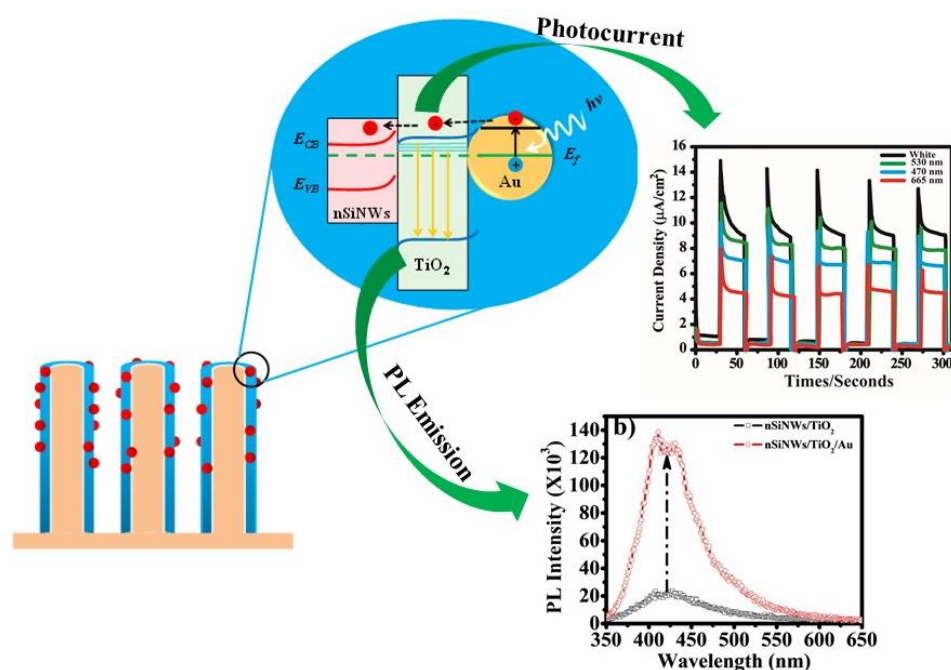 Photocurrent
hν
E_CB
E_f
Au
E_VB
nSiNWs
TiO₂
PL Emission
Current Density (µA/cm²)
16
14
12
10
8
6
4
2
0
White
530 nm
470 nm
665 nm
0 50 100 150 200 250 300
Times/Seconds
b)
nSiNWs/TiO₂
nSiNWs/TiO₂/Au
PL Intensity (X10³)
140
120
100
80
60
40
20
0
350 400 450 500 550 600 650
Wavelength (nm)